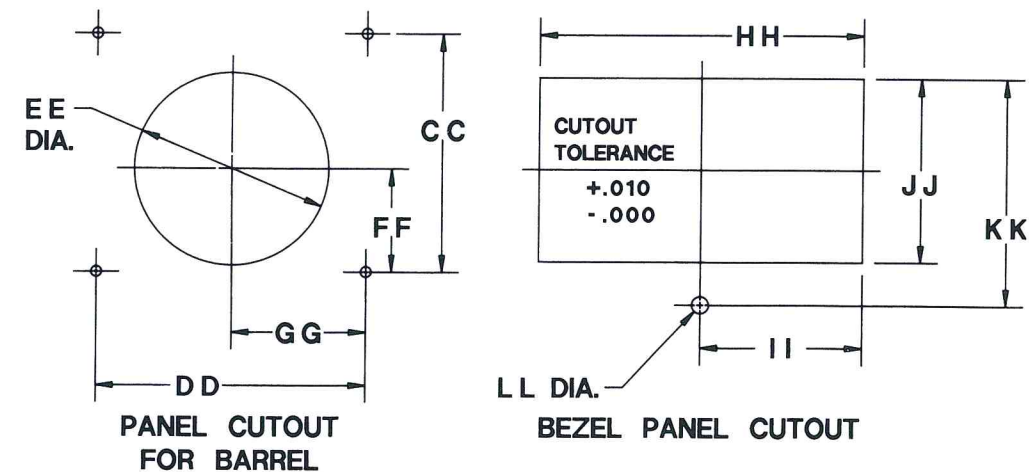 EE
DIA.
CC
FF
GG
DD
PANEL CUTOUT
FOR BARREL
HH
CUTOUT
TOLERANCE
+.010
-.000
JJ
KK
II
LL DIA.
BEZEL PANEL CUTOUT